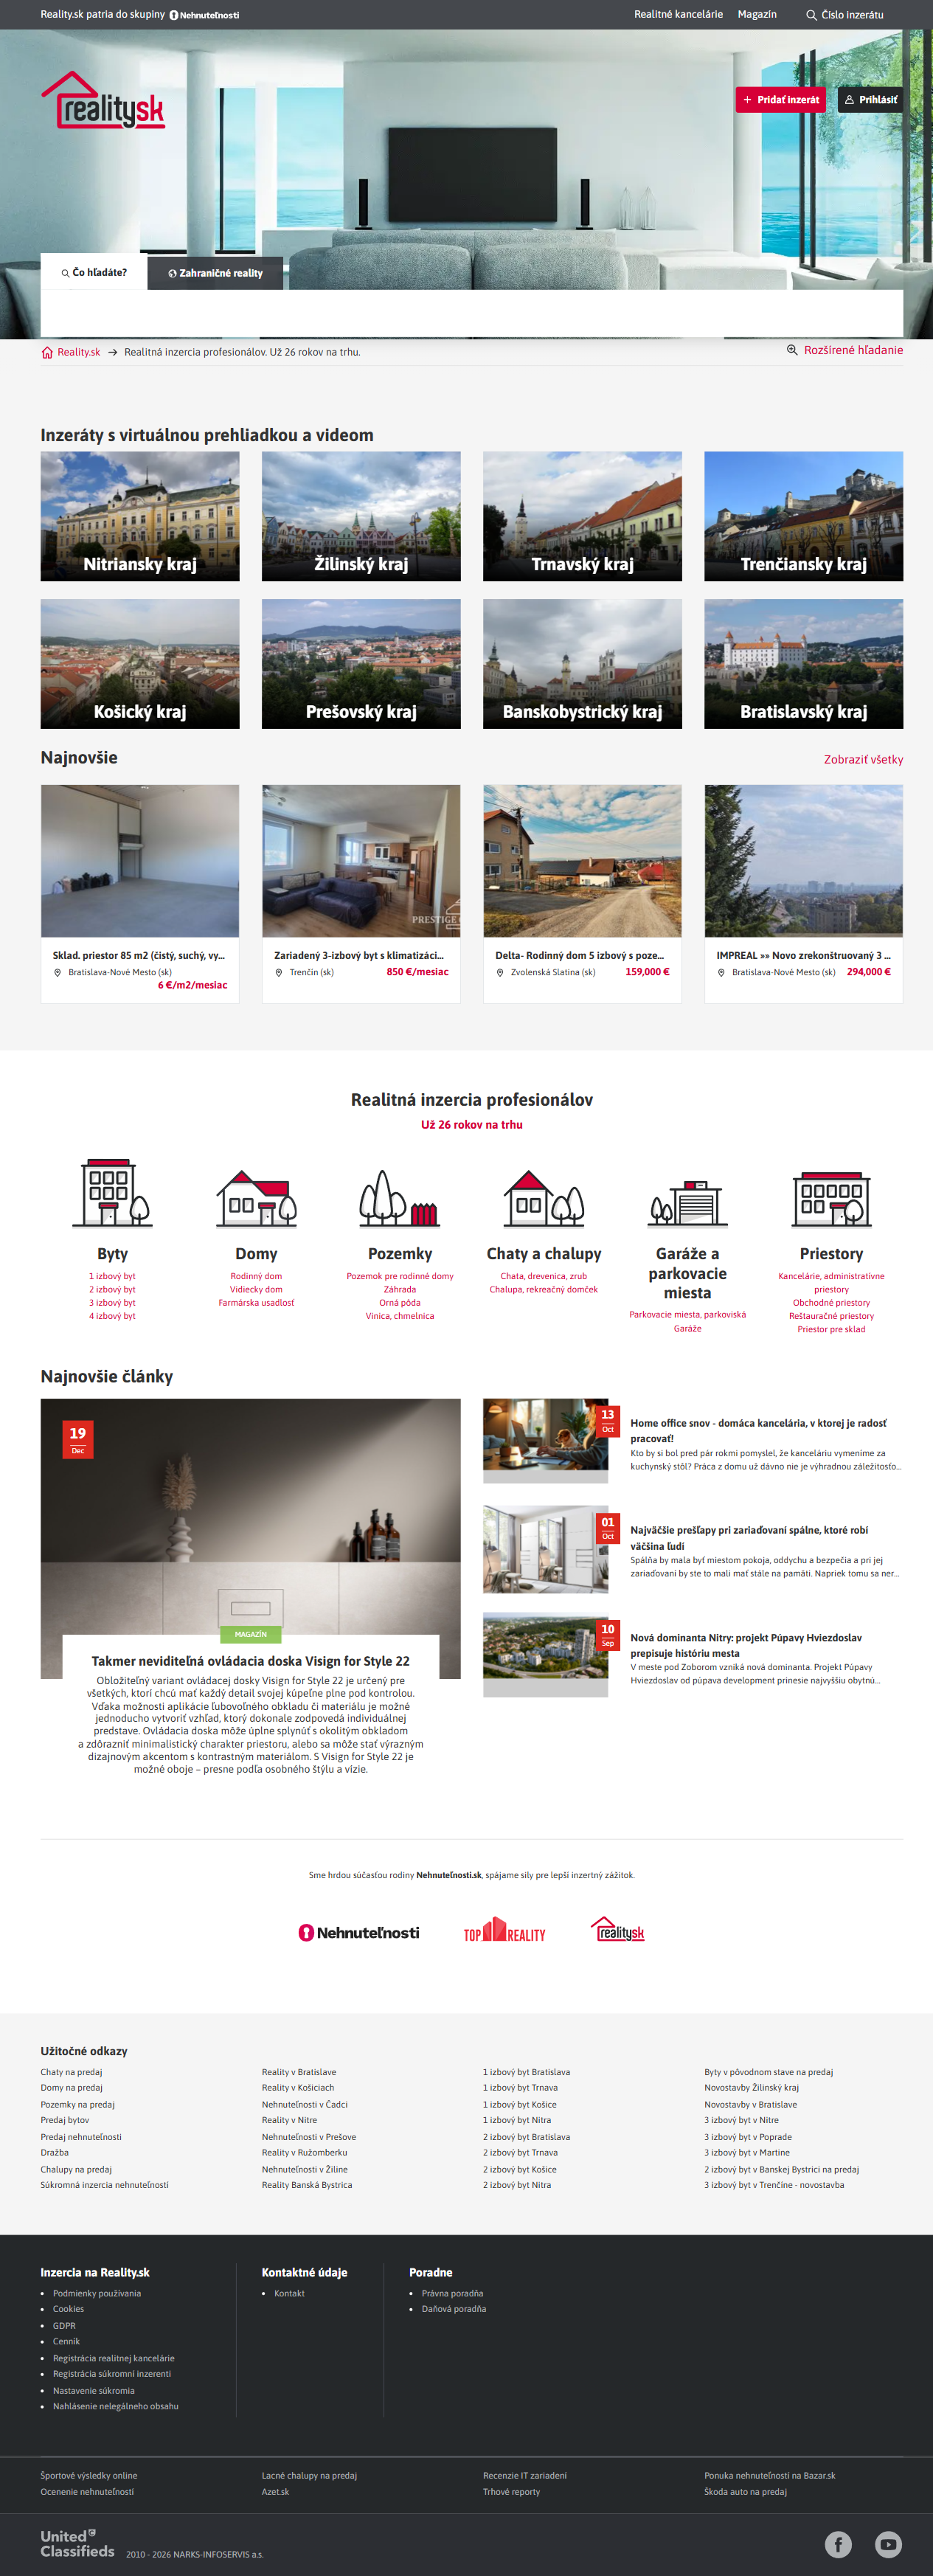 Reality.sk patria do skupiny Nehnuteľnosti
Realitné kancelárie Magazín Číslo inzerátu
realitysk
Pridať inzerát Prihlásiť
Čo hľadáte? Zahraničné reality
Reality.sk → Realitná inzercia profesionálov. Už 26 rokov na trhu.
Rozšírené hľadanie
Inzeráty s virtuálnou prehliadkou a videom
Nitriansky kraj
Žilinský kraj
Trnavský kraj
Trenčiansky kraj
Košický kraj
Prešovský kraj
Banskobystrický kraj
Bratislavský kraj
Najnovšie
Zobraziť všetky
PRESTIGE
Sklad. priestor 85 m2 (čistý, suchý, vy...
Bratislava-Nové Mesto (sk)
6 €/m2/mesiac
Zariadený 3-izbový byt s klimatizáci...
Trenčín (sk) 850 €/mesiac
Delta- Rodinný dom 5 izbový s poze...
Zvolenská Slatina (sk) 159,000 €
IMPREAL »» Novo zrekonštruovaný 3 ...
Bratislava-Nové Mesto (sk) 294,000 €
Realitná inzercia profesionálov
Už 26 rokov na trhu
Byty
1 izbový byt
2 izbový byt
3 izbový byt
4 izbový byt
Domy
Rodinný dom
Vidiecky dom
Farmárska usadlosť
Pozemky
Pozemok pre rodinné domy
Záhrada
Orná pôda
Vinica, chmelnica
Chaty a chalupy
Chata, drevenica, zrub
Chalupa, rekreačný domček
Garáže a
parkovacie
miesta
Parkovacie miesta, parkoviská
Garáže
Priestory
Kancelárie, administratívne
priestory
Obchodné priestory
Reštauračné priestory
Priestor pre sklad
Najnovšie články
19
Dec
MAGAZÍN
Takmer neviditeľná ovládacia doska Visign for Style 22
Obložiteľný variant ovládacej dosky Visign for Style 22 je určený pre
všetkých, ktorí chcú mať každý detail svojej kúpeľne plne pod kontrolou.
Vďaka možnosti aplikácie ľubovoľného obkladu či materiálu je možné
jednoducho vytvoriť vzhľad, ktorý dokonale zodpovedá individuálnej
predstave. Ovládacia doska môže úplne splynúť s okolitým obkladom
a zdôrazniť minimalistický charakter priestoru, alebo sa môže stať výrazným
dizajnovým akcentom s kontrastným materiálom. S Visign for Style 22 je
možné oboje – presne podľa osobného štýlu a vízie.
13
Oct
Home office snov - domáca kancelária, v ktorej je radosť
pracovať!
Kto by si bol pred pár rokmi pomyslel, že kanceláriu vymeníme za
kuchynský stôl? Práca z domu už dávno nie je výhradnou záležitosťo...
01
Oct
Najväčšie prešľapy pri zariaďovaní spálne, ktoré robí
väčšina ľudí
Spálňa by mala byť miestom pokoja, oddychu a bezpečia a pri jej
zariaďovaní by ste to mali mať stále na pamäti. Napriek tomu sa ner...
10
Sep
Nová dominanta Nitry: projekt Púpavy Hviezdoslav
prepisuje históriu mesta
V meste pod Zoborom vzniká nová dominanta. Projekt Púpavy
Hviezdoslav od púpava development prinesie najvyššiu obytnú...
Sme hrdou súčasťou rodiny Nehnuteľnosti.sk, spájame sily pre lepší inzertný zážitok.
Nehnuteľnosti TOP REALITY realitysk
Užitočné odkazy
Chaty na predaj
Domy na predaj
Pozemky na predaj
Predaj bytov
Predaj nehnuteľností
Dražba
Chalupy na predaj
Súkromná inzercia nehnuteľností
Reality v Bratislave
Reality v Košiciach
Nehnuteľnosti v Čadci
Reality v Nitre
Nehnuteľnosti v Prešove
Reality v Ružomberku
Nehnuteľnosti v Žiline
Reality Banská Bystrica
1 izbový byt Bratislava
1 izbový byt Trnava
1 izbový byt Košice
1 izbový byt Nitra
2 izbový byt Bratislava
2 izbový byt Trnava
2 izbový byt Košice
2 izbový byt Nitra
Byty v pôvodnom stave na predaj
Novostavby Žilinský kraj
Novostavby v Bratislave
3 izbový byt v Nitre
3 izbový byt v Poprade
3 izbový byt v Martine
2 izbový byt v Banskej Bystrici na predaj
3 izbový byt v Trenčíne - novostavba
Inzercia na Reality.sk
Podmienky používania
Cookies
GDPR
Cenník
Registrácia realitnej kancelárie
Registrácia súkromní inzerenti
Nastavenie súkromia
Nahlásenie nelegálneho obsahu
Kontaktné údaje
Kontakt
Poradne
Právna poradňa
Daňová poradňa
Športové výsledky online
Ocenenie nehnuteľností
Lacné chalupy na predaj
Azet.sk
Recenzie IT zariadení
Trhové reporty
Ponuka nehnuteľností na Bazar.sk
Škoda auto na predaj
United
Classifieds
2010 - 2026 NARKS-INFOSERVIS a.s.